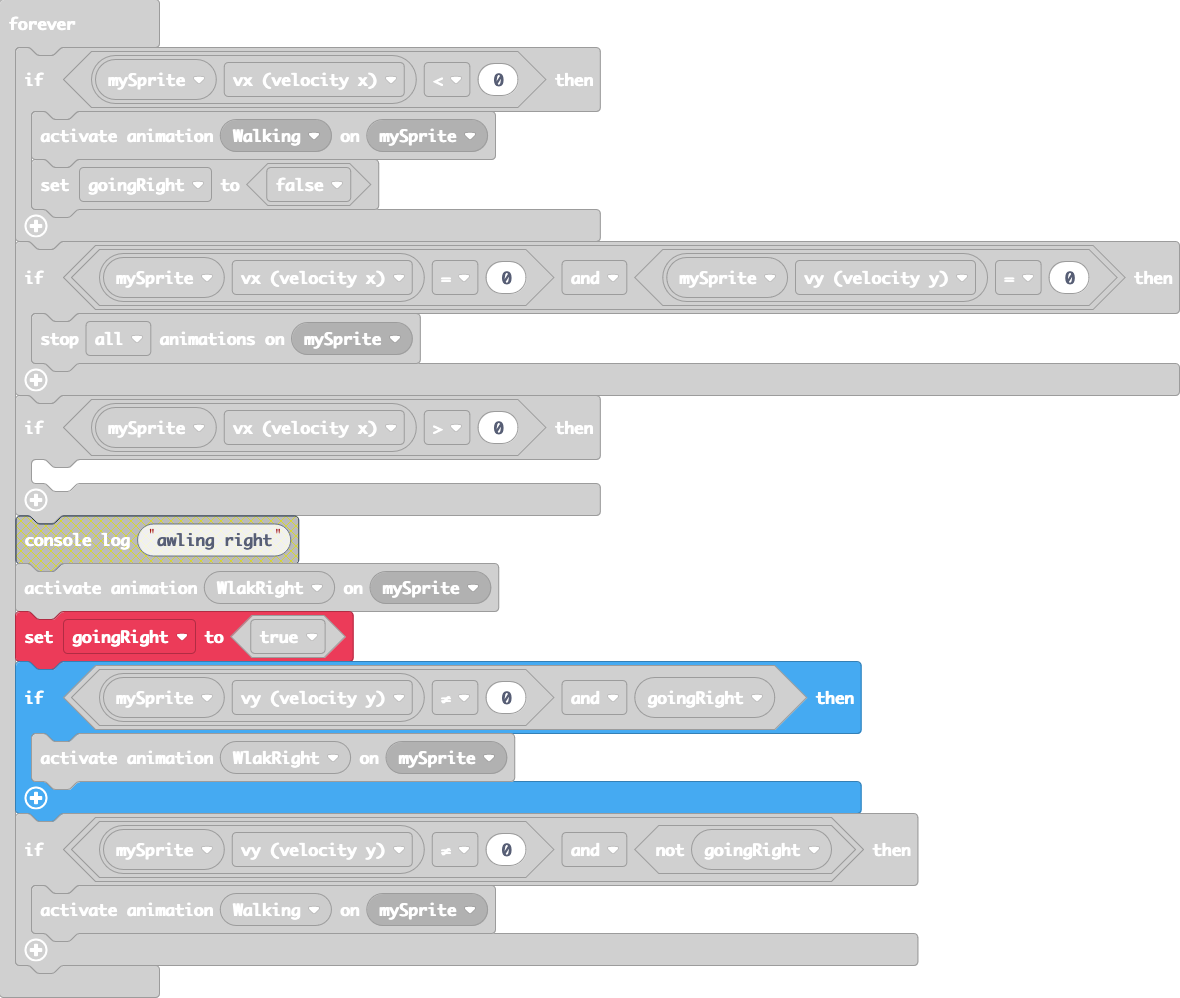 forever
if mySprite vx (velocity x) < 0 then
activate animation Walking on mySprite
set goingRight to false
if mySprite vx (velocity x) = 0 and mySprite vy (velocity y) = 0 then
stop all animations on mySprite
if mySprite vx (velocity x) > 0 then
console log "awling right"
activate animation WlakRight on mySprite
set goingRight to true
if mySprite vy (velocity y) ≠ 0 and goingRight then
activate animation WlakRight on mySprite
if mySprite vy (velocity y) ≠ 0 and not goingRight then
activate animation Walking on mySprite